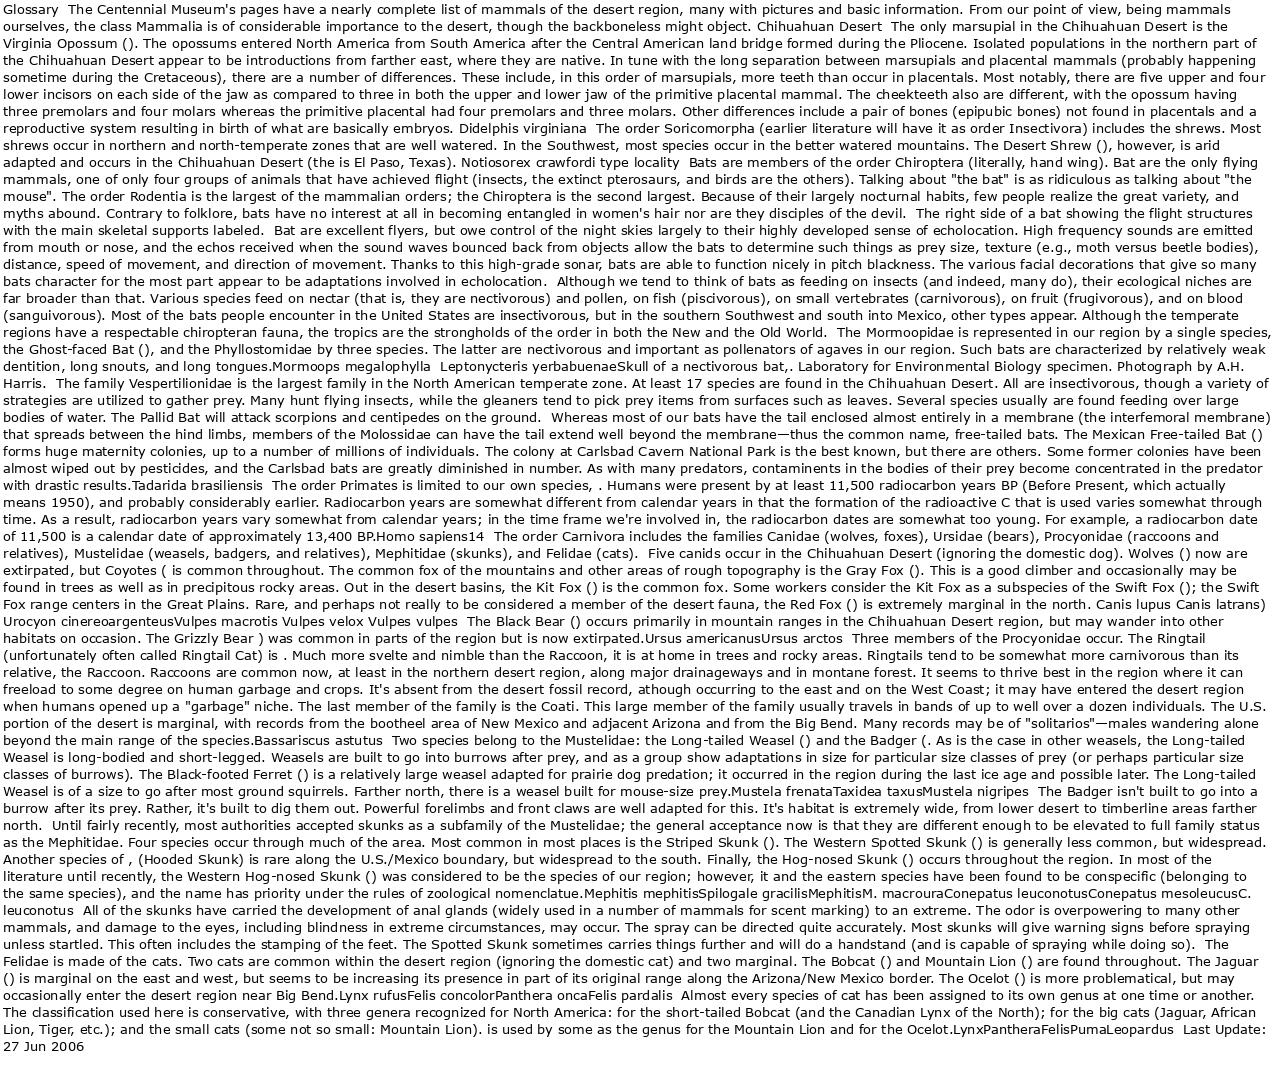 Glossary  The Centennial Museum's pages have a nearly complete list of mammals of the desert region, many with pictures and basic information. From our point of view, being mammals
ourselves, the class Mammalia is of considerable importance to the desert, though the backboneless might object. Chihuahuan Desert  The only marsupial in the Chihuahuan Desert is the
Virginia Opossum (). The opossums entered North America from South America after the Central American land bridge formed during the Pliocene. Isolated populations in the northern part of
the Chihuahuan Desert appear to be introductions from farther east, where they are native. In tune with the long separation between marsupials and placental mammals (probably happening
sometime during the Cretaceous), there are a number of differences. These include, in this order of marsupials, more teeth than occur in placentals. Most notably, there are five upper and four
lower incisors on each side of the jaw as compared to three in both the upper and lower jaw of the primitive placental mammal. The cheekteeth also are different, with the opossum having
three premolars and four molars whereas the primitive placental had four premolars and three molars. Other differences include a pair of bones (epipubic bones) not found in placentals and a
reproductive system resulting in birth of what are basically embryos. Didelphis virginiana  The order Soricomorpha (earlier literature will have it as order Insectivora) includes the shrews. Most
shrews occur in northern and north-temperate zones that are well watered. In the Southwest, most species occur in the better watered mountains. The Desert Shrew (), however, is arid
adapted and occurs in the Chihuahuan Desert (the is El Paso, Texas). Notiosorex crawfordi type locality  Bats are members of the order Chiroptera (literally, hand wing). Bat are the only flying
mammals, one of only four groups of animals that have achieved flight (insects, the extinct pterosaurs, and birds are the others). Talking about "the bat" is as ridiculous as talking about "the
mouse". The order Rodentia is the largest of the mammalian orders; the Chiroptera is the second largest. Because of their largely nocturnal habits, few people realize the great variety, and
myths abound. Contrary to folklore, bats have no interest at all in becoming entangled in women's hair nor are they disciples of the devil.  The right side of a bat showing the flight structures
with the main skeletal supports labeled.  Bat are excellent flyers, but owe control of the night skies largely to their highly developed sense of echolocation. High frequency sounds are emitted
from mouth or nose, and the echos received when the sound waves bounced back from objects allow the bats to determine such things as prey size, texture (e.g., moth versus beetle bodies),
distance, speed of movement, and direction of movement. Thanks to this high-grade sonar, bats are able to function nicely in pitch blackness. The various facial decorations that give so many
bats character for the most part appear to be adaptations involved in echolocation.  Although we tend to think of bats as feeding on insects (and indeed, many do), their ecological niches are
far broader than that. Various species feed on nectar (that is, they are nectivorous) and pollen, on fish (piscivorous), on small vertebrates (carnivorous), on fruit (frugivorous), and on blood
(sanguivorous). Most of the bats people encounter in the United States are insectivorous, but in the southern Southwest and south into Mexico, other types appear. Although the temperate
regions have a respectable chiropteran fauna, the tropics are the strongholds of the order in both the New and the Old World.  The Mormoopidae is represented in our region by a single species,
the Ghost-faced Bat (), and the Phyllostomidae by three species. The latter are nectivorous and important as pollenators of agaves in our region. Such bats are characterized by relatively weak
dentition, long snouts, and long tongues.Mormoops megalophylla  Leptonycteris yerbabuenaeSkull of a nectivorous bat,. Laboratory for Environmental Biology specimen. Photograph by A.H.
Harris.  The family Vespertilionidae is the largest family in the North American temperate zone. At least 17 species are found in the Chihuahuan Desert. All are insectivorous, though a variety of
strategies are utilized to gather prey. Many hunt flying insects, while the gleaners tend to pick prey items from surfaces such as leaves. Several species usually are found feeding over large
bodies of water. The Pallid Bat will attack scorpions and centipedes on the ground.  Whereas most of our bats have the tail enclosed almost entirely in a membrane (the interfemoral membrane)
that spreads between the hind limbs, members of the Molossidae can have the tail extend well beyond the membrane—thus the common name, free-tailed bats. The Mexican Free-tailed Bat ()
forms huge maternity colonies, up to a number of millions of individuals. The colony at Carlsbad Cavern National Park is the best known, but there are others. Some former colonies have been
almost wiped out by pesticides, and the Carlsbad bats are greatly diminished in number. As with many predators, contaminents in the bodies of their prey become concentrated in the predator
with drastic results.Tadarida brasiliensis  The order Primates is limited to our own species, . Humans were present by at least 11,500 radiocarbon years BP (Before Present, which actually
means 1950), and probably considerably earlier. Radiocarbon years are somewhat different from calendar years in that the formation of the radioactive C that is used varies somewhat through
time. As a result, radiocarbon years vary somewhat from calendar years; in the time frame we're involved in, the radiocarbon dates are somewhat too young. For example, a radiocarbon date
of 11,500 is a calendar date of approximately 13,400 BP.Homo sapiens14  The order Carnivora includes the families Canidae (wolves, foxes), Ursidae (bears), Procyonidae (raccoons and
relatives), Mustelidae (weasels, badgers, and relatives), Mephitidae (skunks), and Felidae (cats).  Five canids occur in the Chihuahuan Desert (ignoring the domestic dog). Wolves () now are
extirpated, but Coyotes ( is common throughout. The common fox of the mountains and other areas of rough topography is the Gray Fox (). This is a good climber and occasionally may be
found in trees as well as in precipitous rocky areas. Out in the desert basins, the Kit Fox () is the common fox. Some workers consider the Kit Fox as a subspecies of the Swift Fox (); the Swift
Fox range centers in the Great Plains. Rare, and perhaps not really to be considered a member of the desert fauna, the Red Fox () is extremely marginal in the north. Canis lupus Canis latrans)
Urocyon cinereoargenteusVulpes macrotis Vulpes velox Vulpes vulpes  The Black Bear () occurs primarily in mountain ranges in the Chihuahuan Desert region, but may wander into other
habitats on occasion. The Grizzly Bear ) was common in parts of the region but is now extirpated.Ursus americanusUrsus arctos  Three members of the Procyonidae occur. The Ringtail
(unfortunately often called Ringtail Cat) is . Much more svelte and nimble than the Raccoon, it is at home in trees and rocky areas. Ringtails tend to be somewhat more carnivorous than its
relative, the Raccoon. Raccoons are common now, at least in the northern desert region, along major drainageways and in montane forest. It seems to thrive best in the region where it can
freeload to some degree on human garbage and crops. It's absent from the desert fossil record, athough occurring to the east and on the West Coast; it may have entered the desert region
when humans opened up a "garbage" niche. The last member of the family is the Coati. This large member of the family usually travels in bands of up to well over a dozen individuals. The U.S.
portion of the desert is marginal, with records from the bootheel area of New Mexico and adjacent Arizona and from the Big Bend. Many records may be of "solitarios"—males wandering alone
beyond the main range of the species.Bassariscus astutus  Two species belong to the Mustelidae: the Long-tailed Weasel () and the Badger (. As is the case in other weasels, the Long-tailed
Weasel is long-bodied and short-legged. Weasels are built to go into burrows after prey, and as a group show adaptations in size for particular size classes of prey (or perhaps particular size
classes of burrows). The Black-footed Ferret () is a relatively large weasel adapted for prairie dog predation; it occurred in the region during the last ice age and possible later. The Long-tailed
Weasel is of a size to go after most ground squirrels. Farther north, there is a weasel built for mouse-size prey.Mustela frenataTaxidea taxusMustela nigripes  The Badger isn't built to go into a
burrow after its prey. Rather, it's built to dig them out. Powerful forelimbs and front claws are well adapted for this. It's habitat is extremely wide, from lower desert to timberline areas farther
north.  Until fairly recently, most authorities accepted skunks as a subfamily of the Mustelidae; the general acceptance now is that they are different enough to be elevated to full family status
as the Mephitidae. Four species occur through much of the area. Most common in most places is the Striped Skunk (). The Western Spotted Skunk () is generally less common, but widespread.
Another species of , (Hooded Skunk) is rare along the U.S./Mexico boundary, but widespread to the south. Finally, the Hog-nosed Skunk () occurs throughout the region. In most of the
literature until recently, the Western Hog-nosed Skunk () was considered to be the species of our region; however, it and the eastern species have been found to be conspecific (belonging to
the same species), and the name has priority under the rules of zoological nomenclatue.Mephitis mephitisSpilogale gracilisMephitisM. macrouraConepatus leuconotusConepatus mesoleucusC.
leuconotus  All of the skunks have carried the development of anal glands (widely used in a number of mammals for scent marking) to an extreme. The odor is overpowering to many other
mammals, and damage to the eyes, including blindness in extreme circumstances, may occur. The spray can be directed quite accurately. Most skunks will give warning signs before spraying
unless startled. This often includes the stamping of the feet. The Spotted Skunk sometimes carries things further and will do a handstand (and is capable of spraying while doing so).  The
Felidae is made of the cats. Two cats are common within the desert region (ignoring the domestic cat) and two marginal. The Bobcat () and Mountain Lion () are found throughout. The Jaguar
() is marginal on the east and west, but seems to be increasing its presence in part of its original range along the Arizona/New Mexico border. The Ocelot () is more problematical, but may
occasionally enter the desert region near Big Bend.Lynx rufusFelis concolorPanthera oncaFelis pardalis  Almost every species of cat has been assigned to its own genus at one time or another.
The classification used here is conservative, with three genera recognized for North America: for the short-tailed Bobcat (and the Canadian Lynx of the North); for the big cats (Jaguar, African
Lion, Tiger, etc.); and the small cats (some not so small: Mountain Lion). is used by some as the genus for the Mountain Lion and for the Ocelot.LynxPantheraFelisPumaLeopardus  Last Update:
27 Jun 2006